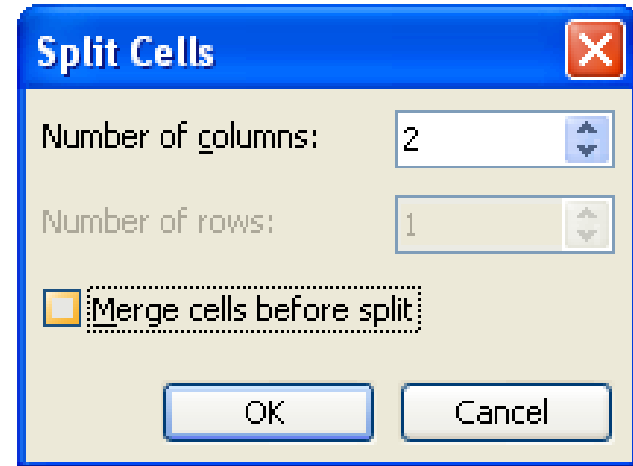 Split Cells
Number of columns: 2
Number of rows: 1
Merge cells before split
OK Cancel